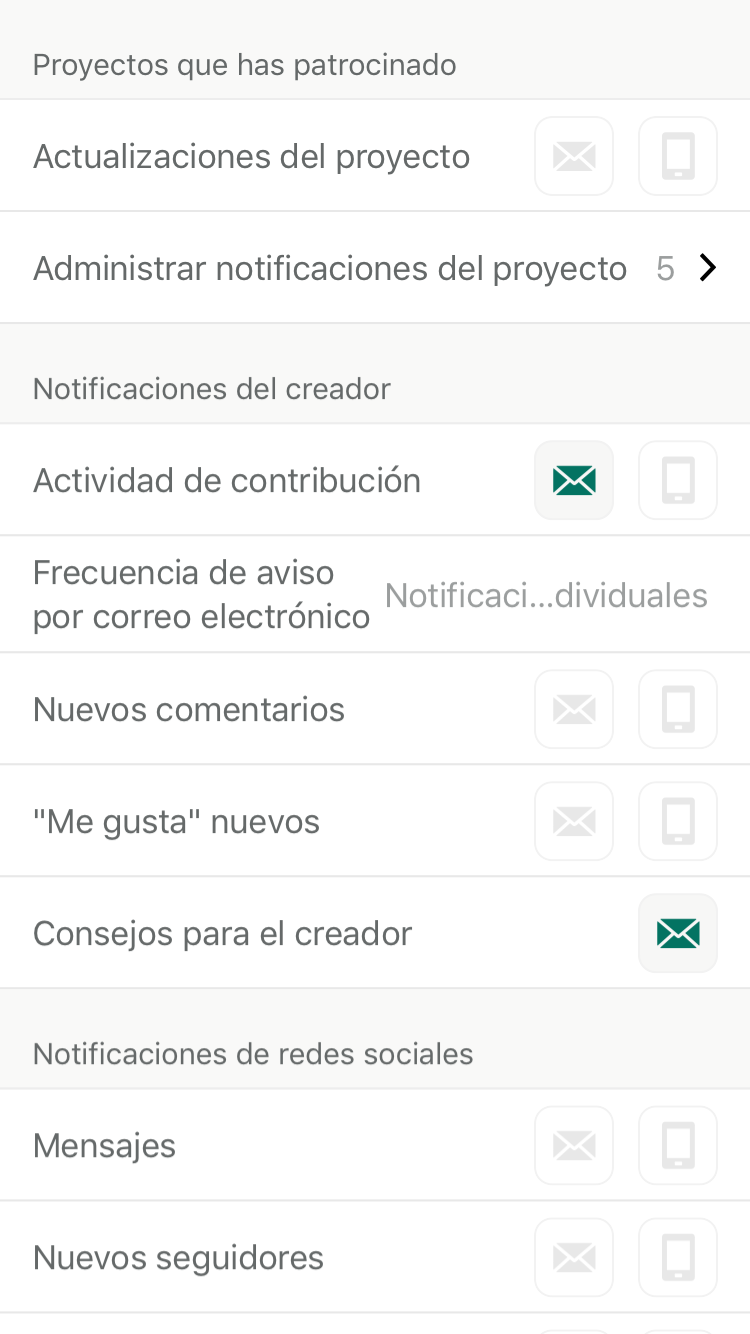 Proyectos que has patrocinado
Actualizaciones del proyecto
Administrar notificaciones del proyecto 5
Notificaciones del creador
Actividad de contribución
Frecuencia de aviso
por correo electrónico
Notificaci...dividuales
Nuevos comentarios
"Me gusta" nuevos
Consejos para el creador
Notificaciones de redes sociales
Mensajes
Nuevos seguidores